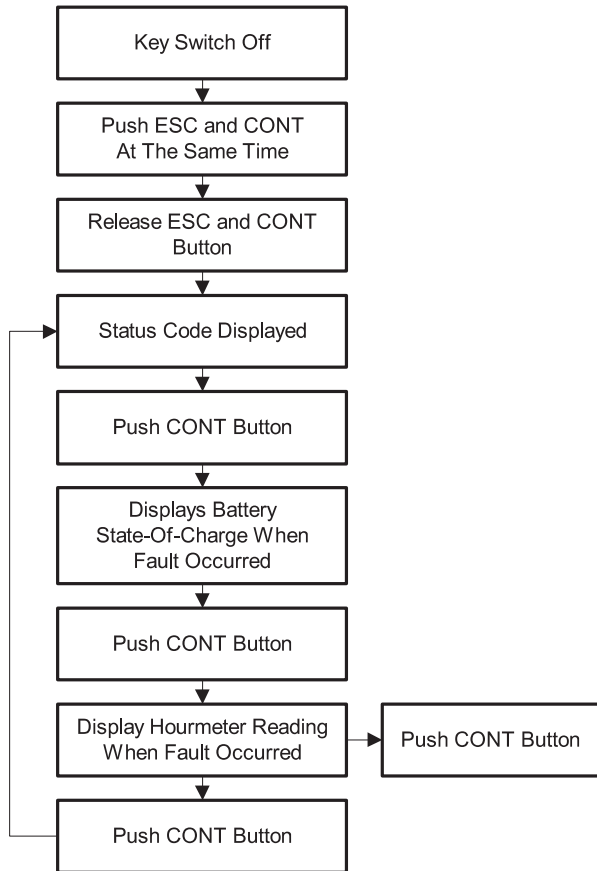 Key Switch Off
Push ESC and CONT
At The Same Time
Release ESC and CONT
Button
Status Code Displayed
Push CONT Button
Displays Battery
State-Of-Charge When
Fault Occurred
Push CONT Button
Display Hourmeter Reading
When Fault Occurred
Push CONT Button
Push CONT Button